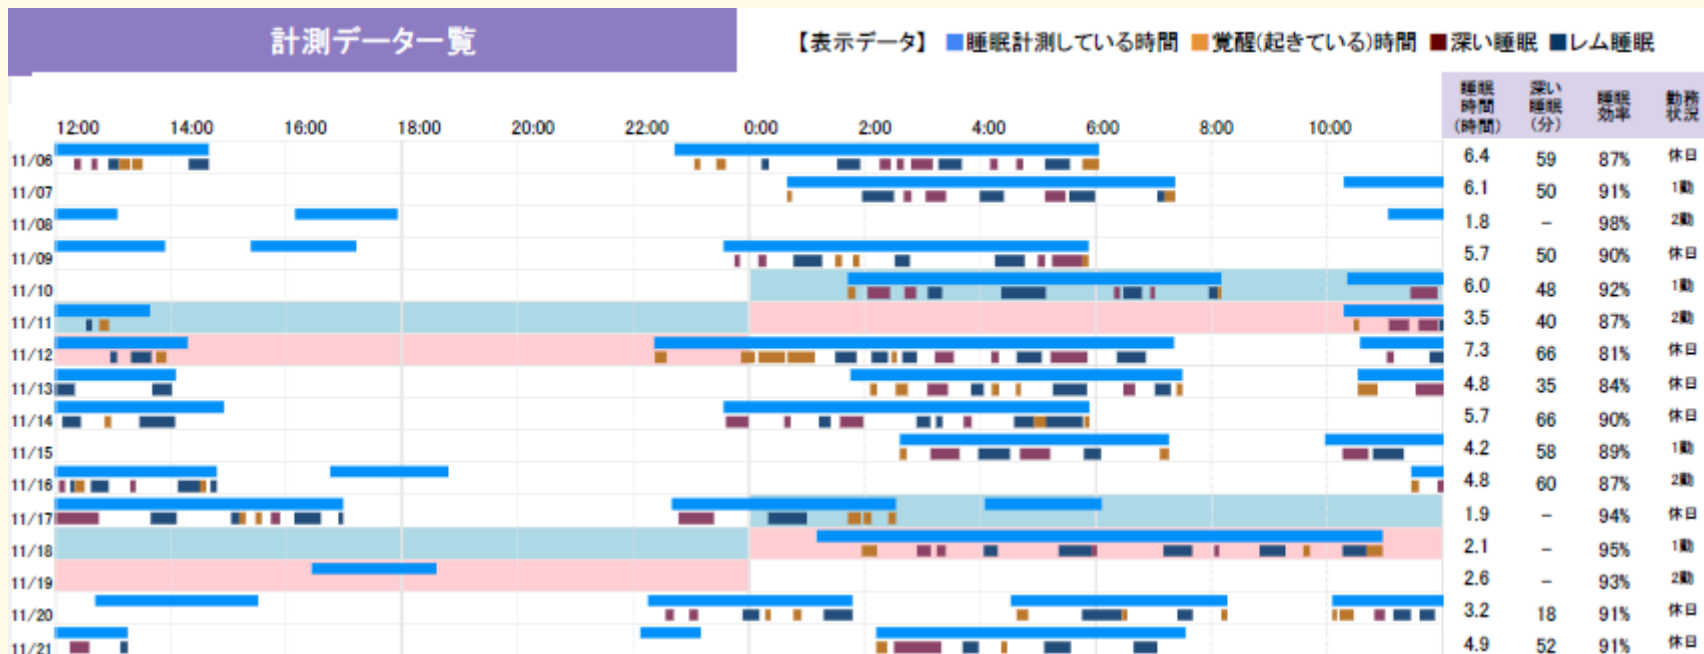 計測データ一覧
【表示データ】 ■睡眠計測している時間 ■覚醒(起きている)時間 ■深い睡眠 ■レム睡眠
睡眠時間(時間) 深い睡眠(分) 睡眠効率 勤務状況
12:00 14:00 16:00 18:00 20:00 22:00 0:00 2:00 4:00 6:00 8:00 10:00
11/06 6.4 59 87% 休日
11/07 6.1 50 91% 1勤
11/08 1.8 – 98% 2勤
11/09 5.7 50 90% 休日
11/10 6.0 48 92% 1勤
11/11 3.5 40 87% 2勤
11/12 7.3 66 81% 休日
11/13 4.8 35 84% 休日
11/14 5.7 66 90% 休日
11/15 4.2 58 89% 1勤
11/16 4.8 60 87% 2勤
11/17 1.9 – 94% 休日
11/18 2.1 – 95% 1勤
11/19 2.6 – 93% 2勤
11/20 3.2 18 91% 休日
11/21 4.9 52 91% 休日